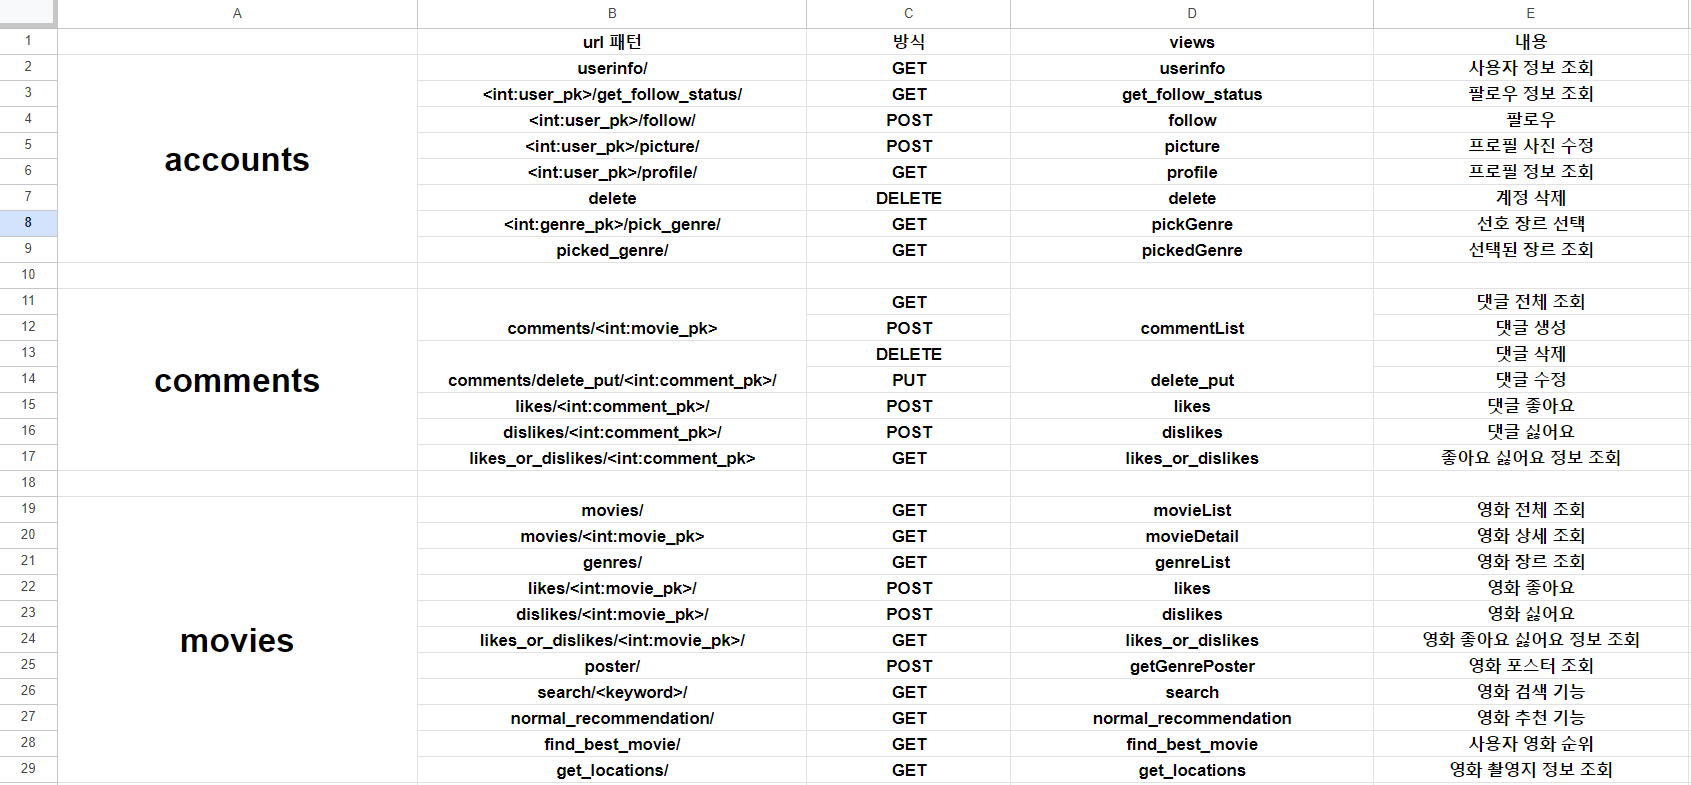 A B C D E
1 url 패턴 방식 views 내용
2 userinfo/ GET userinfo 사용자 정보 조회
3 <int:user_pk>/get_follow_status/ GET get_follow_status 팔로우 정보 조회
4 <int:user_pk>/follow/ POST follow 팔로우
5 accounts <int:user_pk>/picture/ POST picture 프로필 사진 수정
6 <int:user_pk>/profile/ GET profile 프로필 정보 조회
7 delete DELETE delete 계정 삭제
8 <int:genre_pk>/pick_genre/ GET pickGenre 선호 장르 선택
9 picked_genre/ GET pickedGenre 선택된 장르 조회
10
11 GET 댓글 전체 조회
12 comments/<int:movie_pk> POST commentList 댓글 생성
13 DELETE 댓글 삭제
14 comments comments/delete_put/<int:comment_pk>/ PUT delete_put 댓글 수정
15 likes/<int:comment_pk>/ POST likes 댓글 좋아요
16 dislikes/<int:comment_pk>/ POST dislikes 댓글 싫어요
17 likes_or_dislikes/<int:comment_pk> GET likes_or_dislikes 좋아요 싫어요 정보 조회
18
19 movies/ GET movieList 영화 전체 조회
20 movies/<int:movie_pk> GET movieDetail 영화 상세 조회
21 genres/ GET genreList 영화 장르 조회
22 likes/<int:movie_pk>/ POST likes 영화 좋아요
23 dislikes/<int:movie_pk>/ POST dislikes 영화 싫어요
24 movies likes_or_dislikes/<int:movie_pk>/ GET likes_or_dislikes 영화 좋아요 싫어요 정보 조회
25 poster/ POST getGenrePoster 영화 포스터 조회
26 search/<keyword>/ GET search 영화 검색 기능
27 normal_recommendation/ GET normal_recommendation 영화 추천 기능
28 find_best_movie/ GET find_best_movie 사용자 영화 순위
29 get_locations/ GET get_locations 영화 촬영지 정보 조회